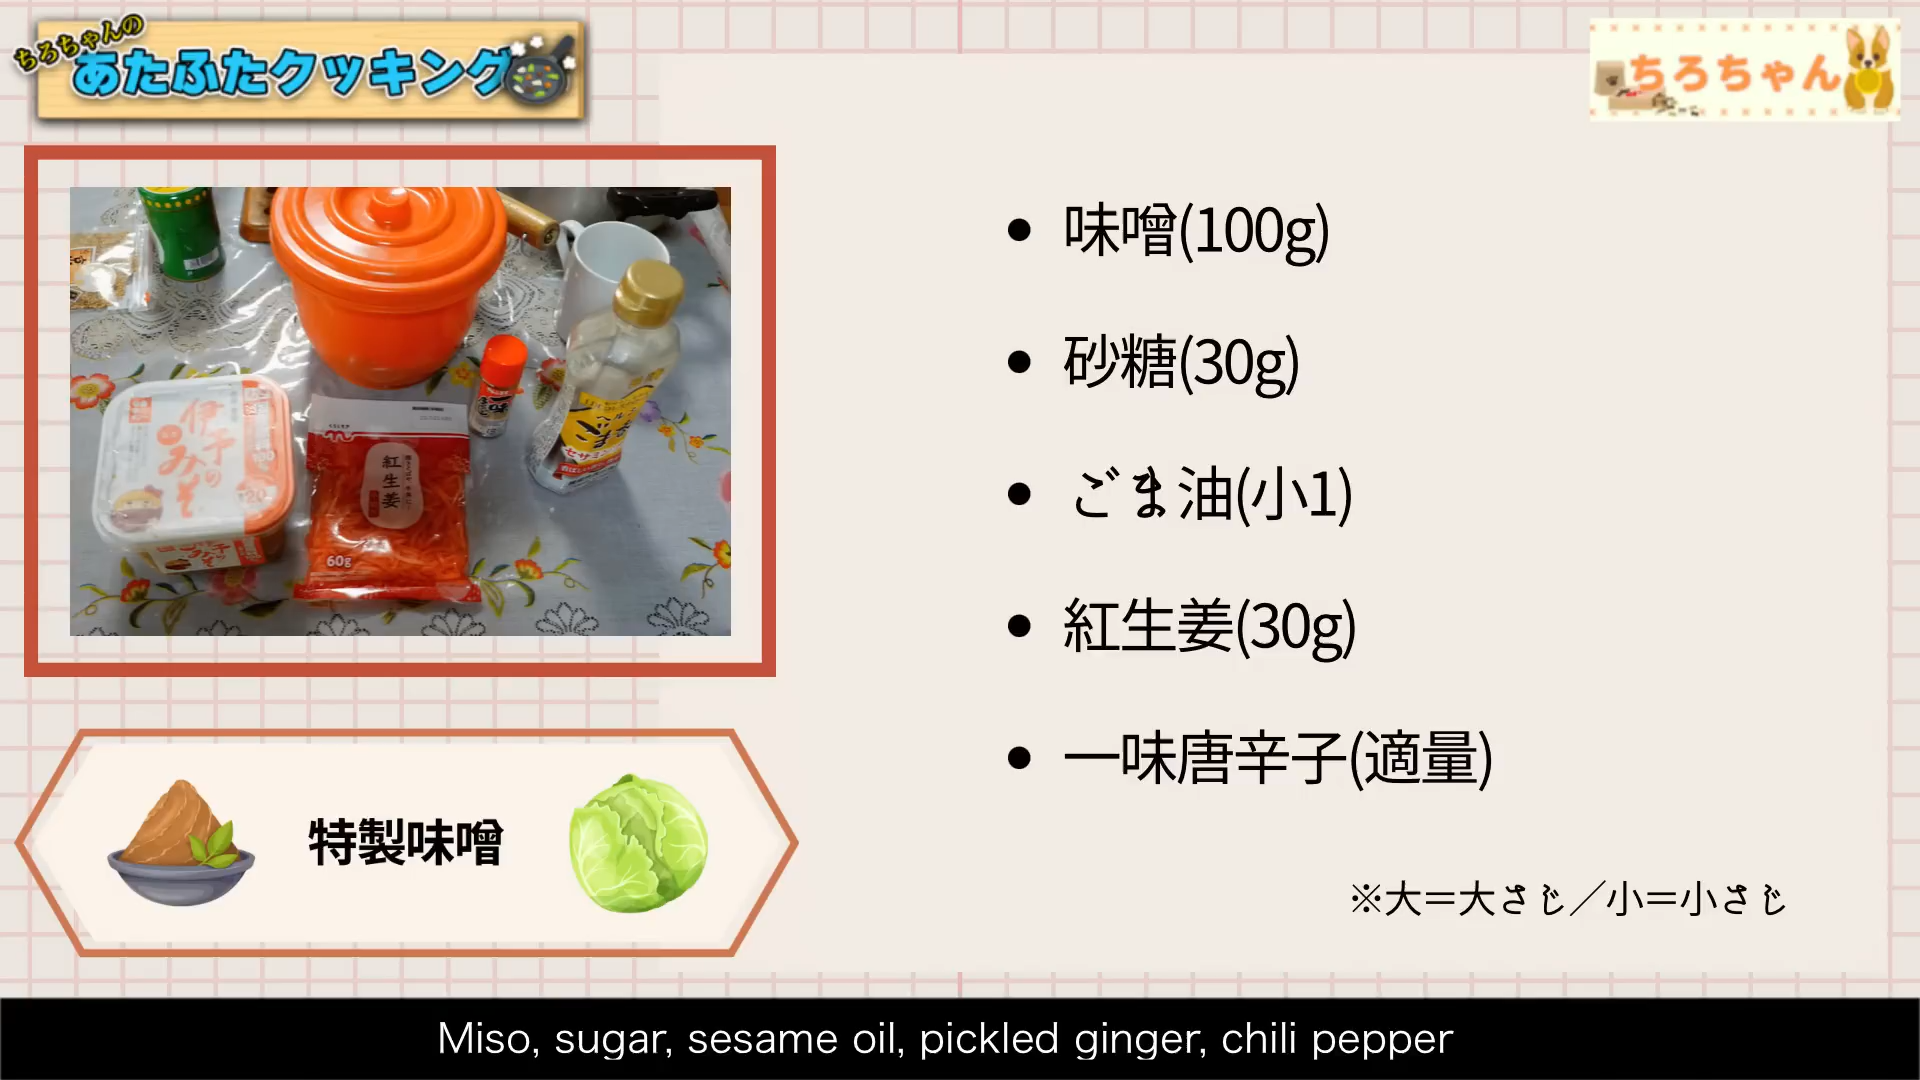 ちろちゃんの
あたふたクッキング
ちろちゃん
伊予の
みそ
紅生姜
60g
味噌(100g)
砂糖(30g)
ごま油(小1)
紅生姜(30g)
一味唐辛子(適量)
特製味噌
※大＝大さじ／小＝小さじ
Miso, sugar, sesame oil, pickled ginger, chili pepper